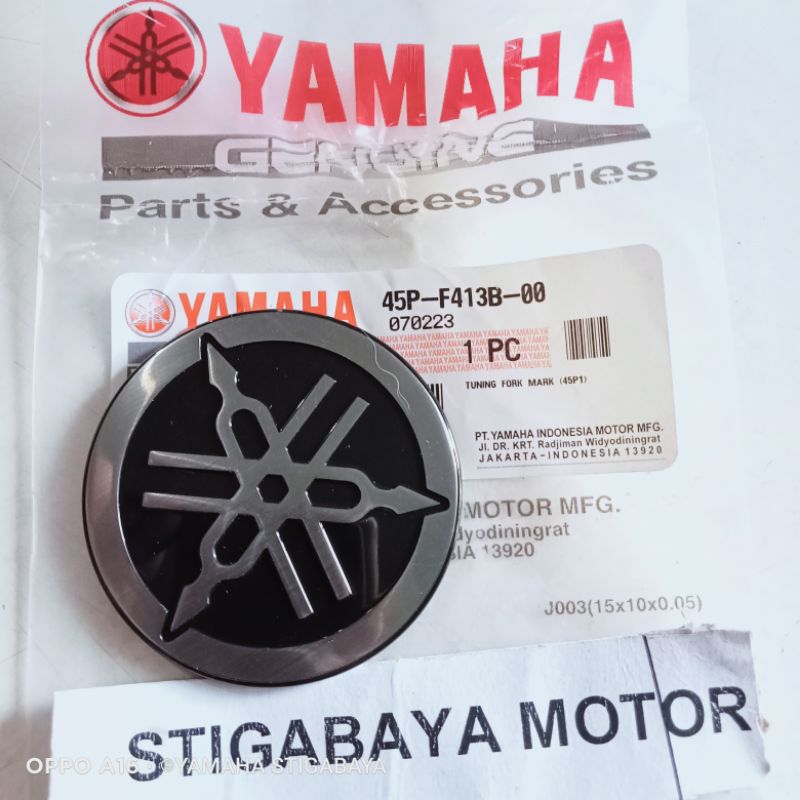 YAMAHA
GENUINE
Parts & Accessories
YAMAHA
45P-F413B-00
070223
1 PC
TUNING FORK MARK (45P1)
PT. YAMAHA INDONESIA MOTOR MFG.
Jl. DR. KRT. Radjiman Widyodiningrat
JAKARTA-INDONESIA 13920
MOTOR MFG.
dyodiningrat
SIA 13920
J003(15x10x0.05)
STIGABAYA MOTOR
OPPO A16 ©YAMAHA STIGABAYA